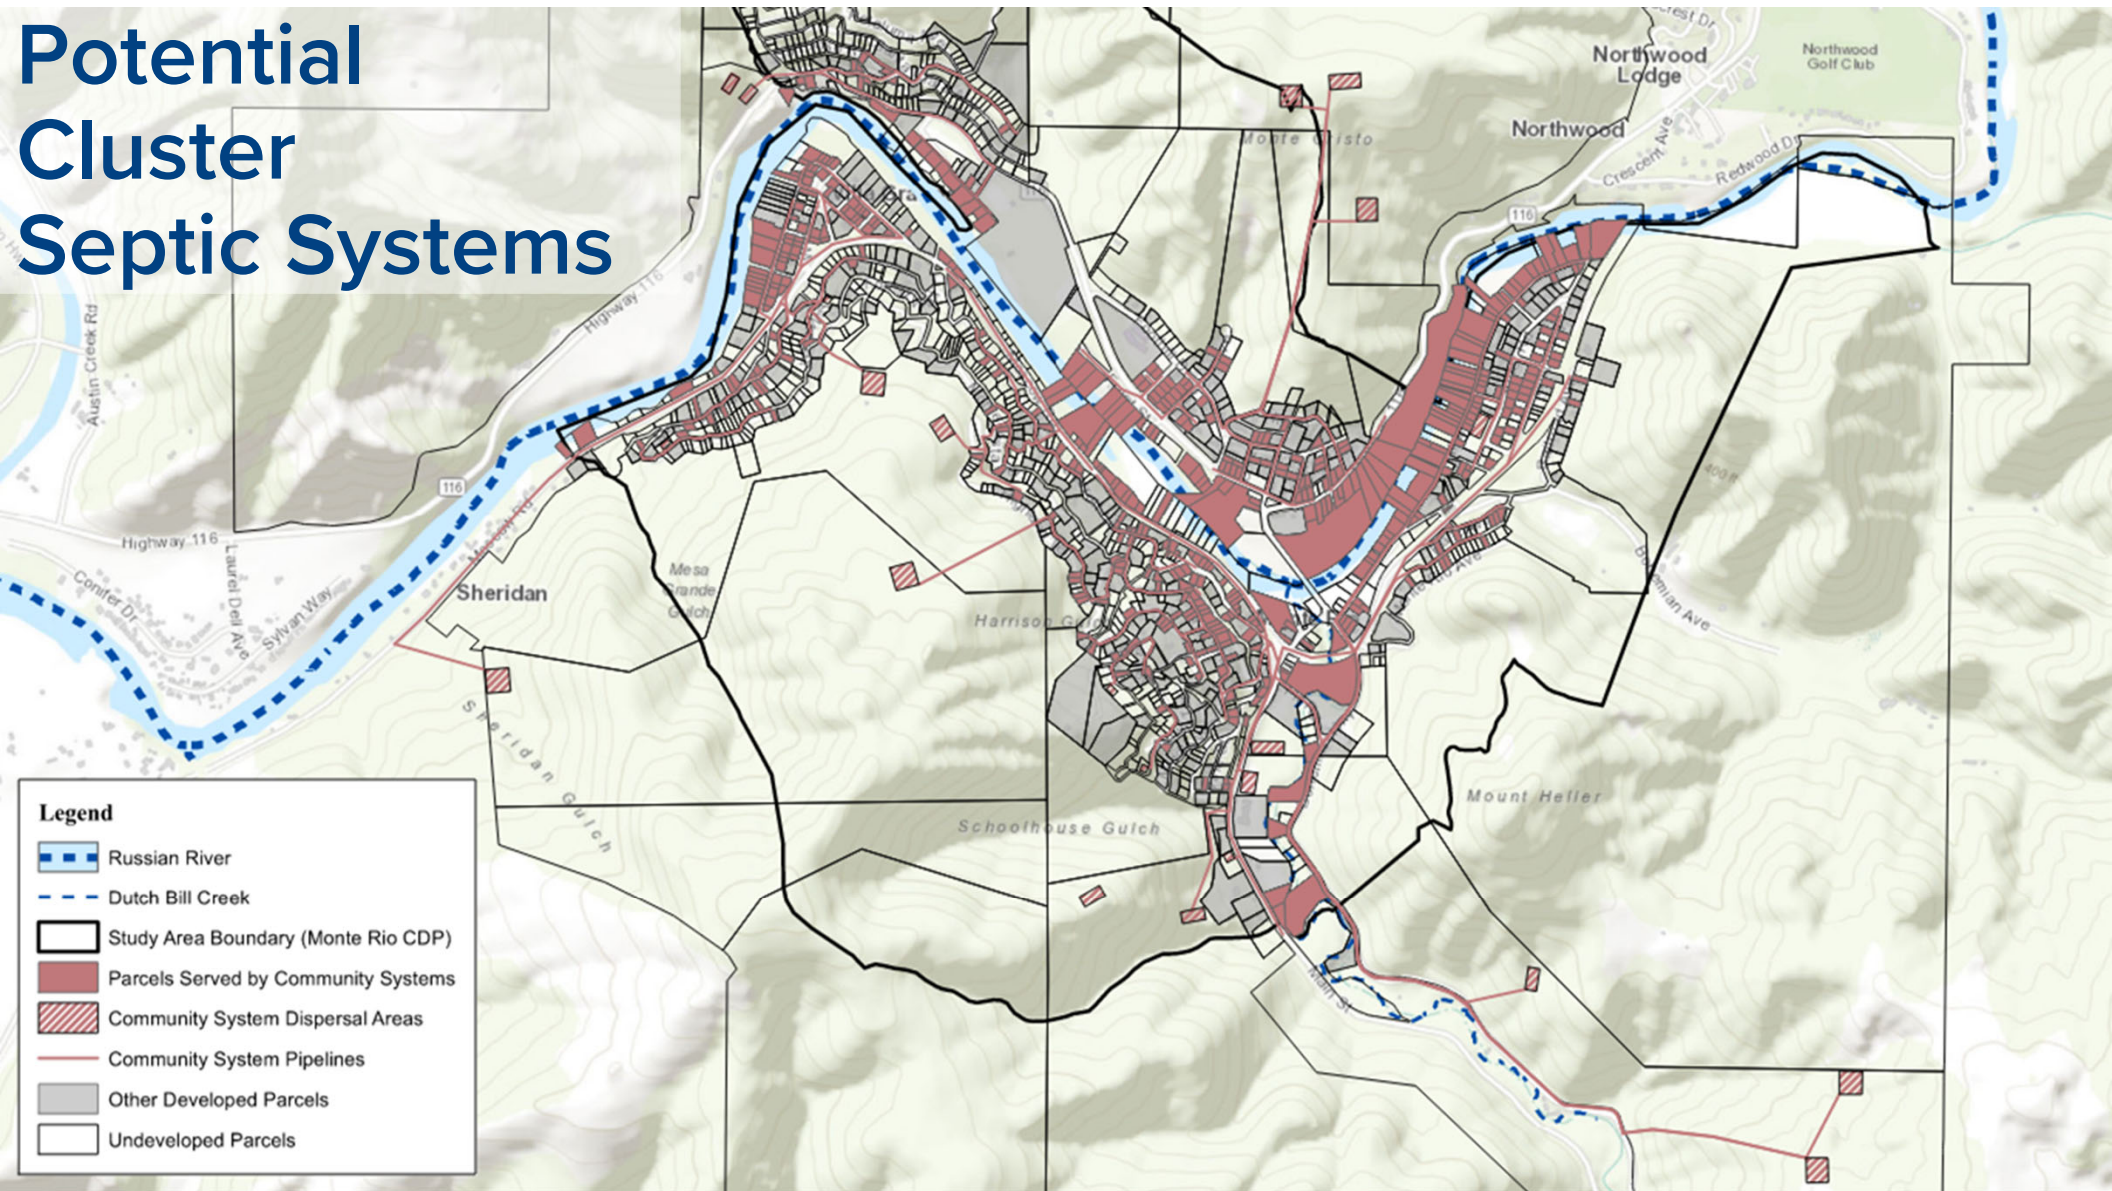 Potential
Cluster
Septic Systems
Northwood
Lodge
Northwood
Golf Club
Northwood
Crescent Ave
Redwood Dr
116
Monte Cristo
Highway 116
Austin Creek Rd
116
Highway 116
Conifer Dr
Laurel Dell Ave
Sylvan Way
Sheridan
Mesa
Grande
Gulch
Harrison Gulch
400 ft
Bohemian Ave
Sheridan Gulch
Schoolhouse Gulch
Mount Heller
Main St
Legend
Russian River
Dutch Bill Creek
Study Area Boundary (Monte Rio CDP)
Parcels Served by Community Systems
Community System Dispersal Areas
Community System Pipelines
Other Developed Parcels
Undeveloped Parcels